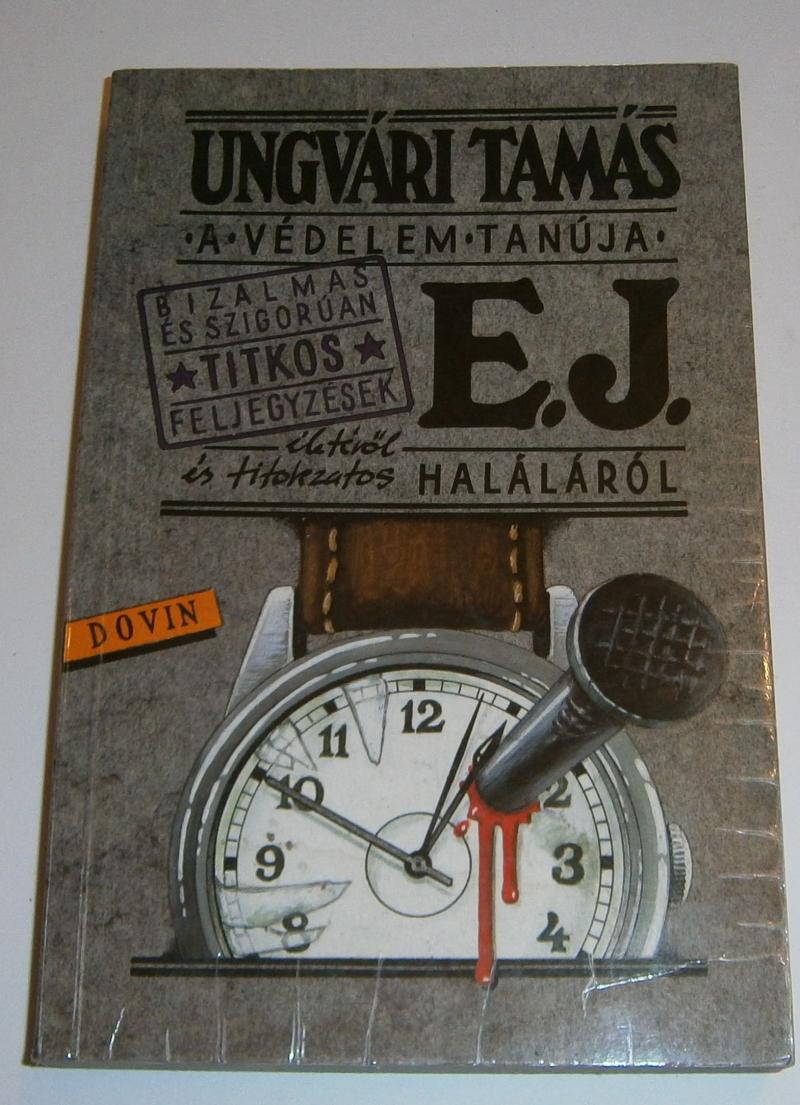 UNGVÁRI TAMÁS
·A·VÉDELEM·TANÚJA·
BIZALMAS
ÉS SZIGORÚAN
★TITKOS★
FELJEGYZÉSEK
E.J.
életéről
és titokzatos
HALÁLÁRÓL
DOVIN
12
11
10
2
9
3
8
4